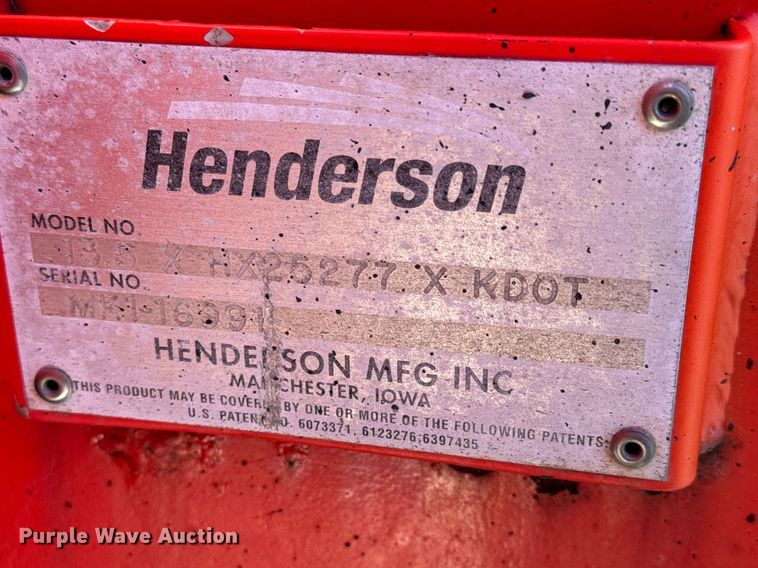 Henderson
MODEL NO.
13.5 X HX25277 X KDOT
SERIAL NO.
HENDERSON MFG INC
MANCHESTER, IOWA
THIS PRODUCT MAY BE COVERED BY ONE OR MORE OF THE FOLLOWING PATENTS:
U.S. PATENT NO. 6073371, 6123276,6397435
Purple Wave Auction